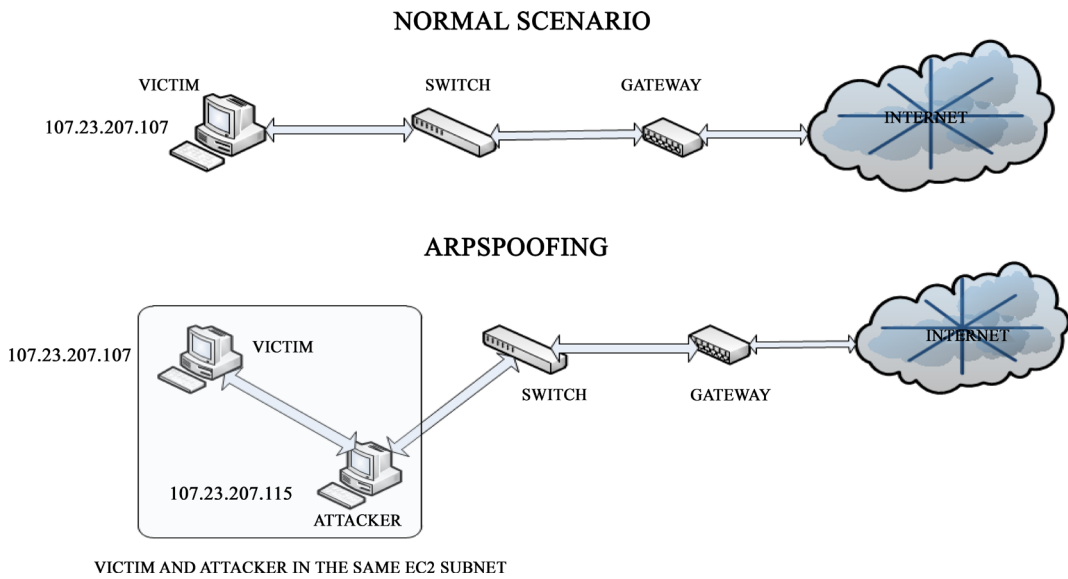 NORMAL SCENARIO
VICTIM
SWITCH
GATEWAY
107.23.207.107
INTERNET
ARPSPOOFING
107.23.207.107
VICTIM
INTERNET
SWITCH
GATEWAY
107.23.207.115
ATTACKER
VICTIM AND ATTACKER IN THE SAME EC2 SUBNET